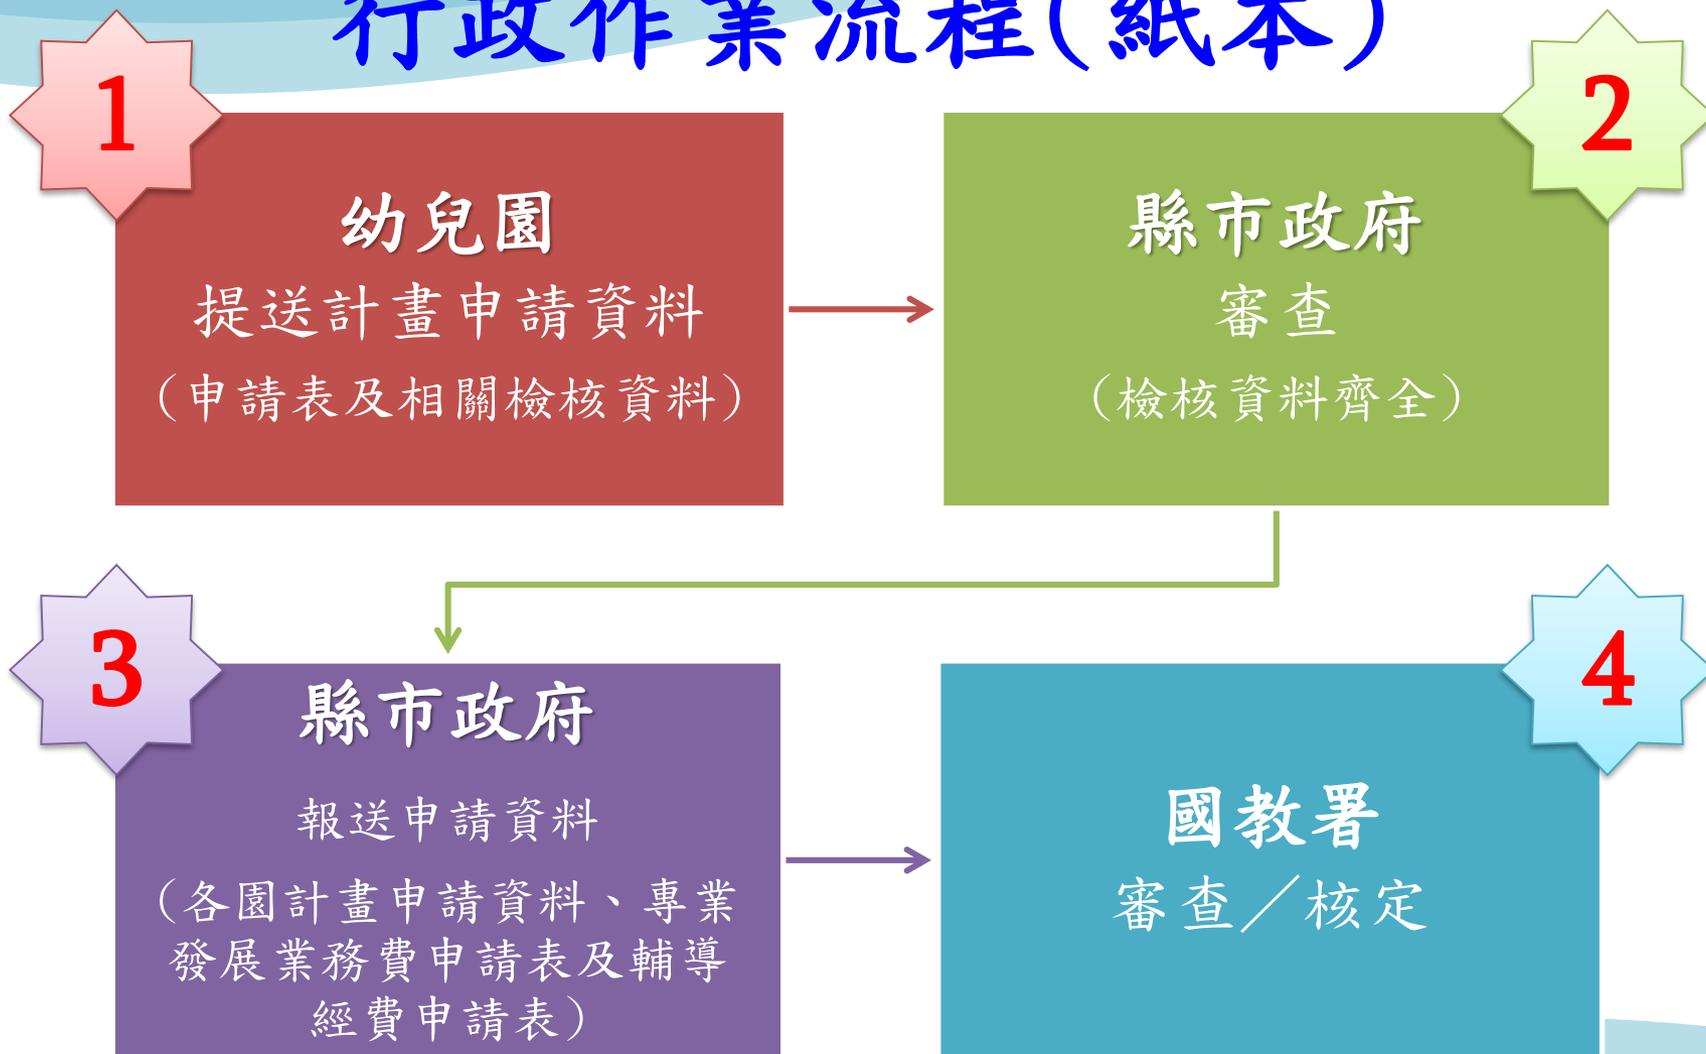 行政作業流程(紙本)
1
2
幼兒園
提送計畫申請資料
（申請表及相關檢核資料）
縣市政府
審查
（檢核資料齊全）
3
4
縣市政府
報送申請資料
（各園計畫申請資料、專業
發展業務費申請表及輔導
經費申請表）
國教署
審查／核定